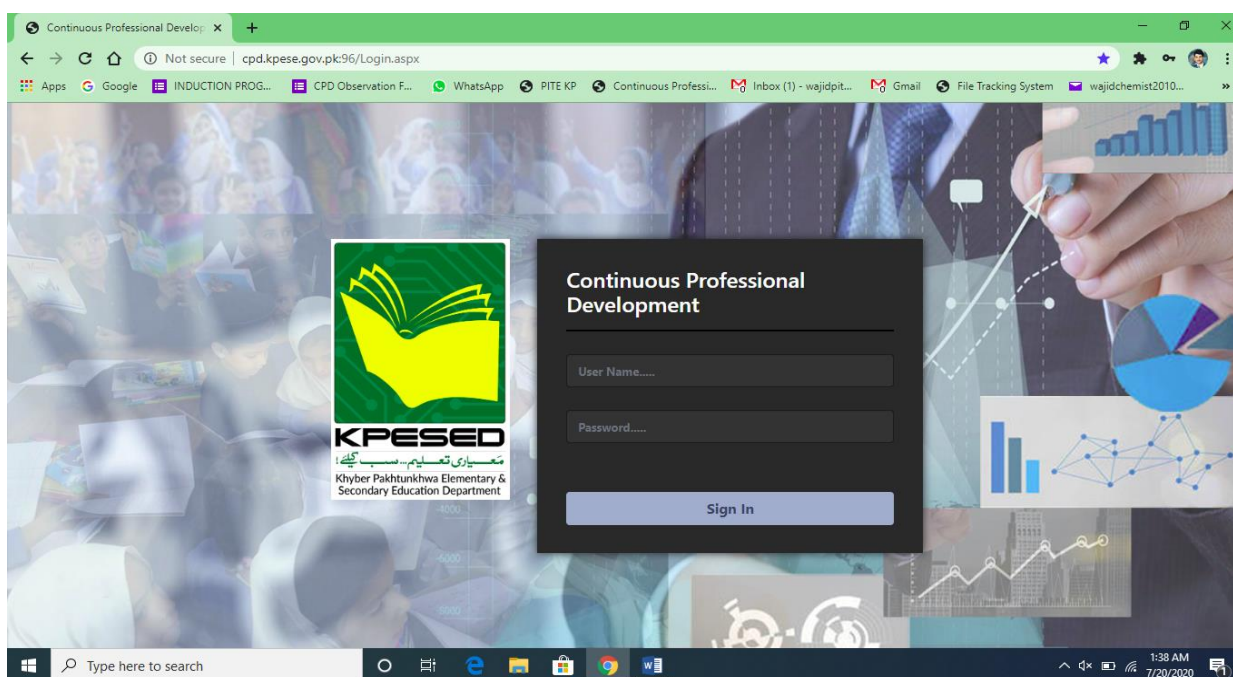 Continuous Professional Develop
Not secure | cpd.kpese.gov.pk:96/Login.aspx
Apps Google INDUCTION PROG... CPD Observation F... WhatsApp PITE KP Continuous Professi... Inbox (1) - wajidpit... Gmail File Tracking System wajidchemist2010... »
Continuous Professional
Development
User Name.....
Password.....
Sign In
KPESED
معیاری تعلیم... سب کیلئے!
Khyber Pakhtunkhwa Elementary &
Secondary Education Department
-4000
5000
Type here to search
1:38 AM
7/20/2020
1